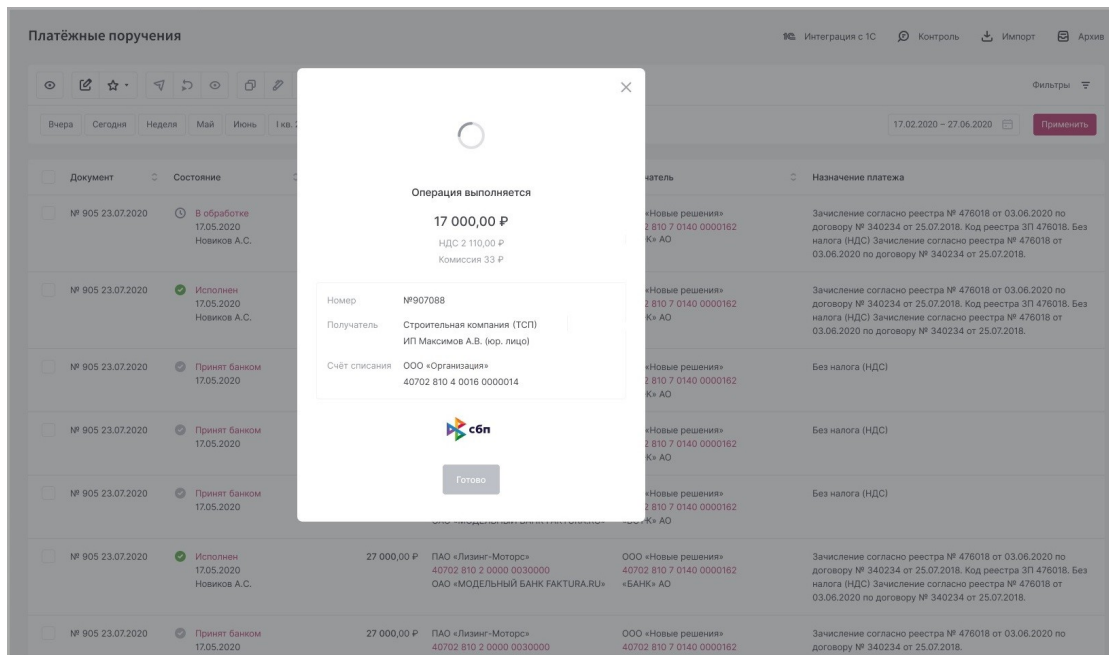 Платёжные поручения
1С Интеграция с 1С
Контроль
Импорт
Архив
Фильтры
Вчера
Сегодня
Неделя
Май
Июнь
I кв. 2
17.02.2020 – 27.06.2020
Применить
Документ
Состояние
Назначение платежа
№ 905 23.07.2020
В обработке
17.05.2020
Новиков А.С.
«Новые решения»
2 810 7 0140 0000162
К» АО
Зачисление согласно реестра № 476018 от 03.06.2020 по
договору № 340234 от 25.07.2018. Код реестра ЗП 476018. Без
налога (НДС) Зачисление согласно реестра № 476018 от
03.06.2020 по договору № 340234 от 25.07.2018.
№ 905 23.07.2020
Исполнен
17.05.2020
Новиков А.С.
«Новые решения»
2 810 7 0140 0000162
К» АО
Зачисление согласно реестра № 476018 от 03.06.2020 по
договору № 340234 от 25.07.2018. Код реестра ЗП 476018. Без
налога (НДС) Зачисление согласно реестра № 476018 от
03.06.2020 по договору № 340234 от 25.07.2018.
№ 905 23.07.2020
Принят банком
17.05.2020
«Новые решения»
2 810 7 0140 0000162
К» АО
Без налога (НДС)
№ 905 23.07.2020
Принят банком
17.05.2020
«Новые решения»
2 810 7 0140 0000162
К» АО
Без налога (НДС)
№ 905 23.07.2020
Принят банком
17.05.2020
«Новые решения»
2 810 7 0140 0000162
К» АО
Без налога (НДС)
№ 905 23.07.2020
Исполнен
17.05.2020
Новиков А.С.
27 000,00 ₽
ПАО «Лизинг-Моторс»
40702 810 2 0000 0030000
ОАО «МОДЕЛЬНЫЙ БАНК FAKTURA.RU»
ООО «Новые решения»
40702 810 7 0140 0000162
«БАНК» АО
Зачисление согласно реестра № 476018 от 03.06.2020 по
договору № 340234 от 25.07.2018. Код реестра ЗП 476018. Без
налога (НДС) Зачисление согласно реестра № 476018 от
03.06.2020 по договору № 340234 от 25.07.2018.
№ 905 23.07.2020
Принят банком
17.05.2020
27 000,00 ₽
ПАО «Лизинг-Моторс»
40702 810 2 0000 0030000
ООО «Новые решения»
40702 810 7 0140 0000162
Зачисление согласно реестра № 476018 от 03.06.2020 по
договору № 340234 от 25.07.2018.
Операция выполняется
17 000,00 ₽
НДС 2 110,00 ₽
Комиссия 33 ₽
Номер №907088
Получатель Строительная компания (ТСП)
ИП Максимов А.В. (юр. лицо)
Счёт списания ООО «Организация»
40702 810 4 0016 0000014
сбп
Готово